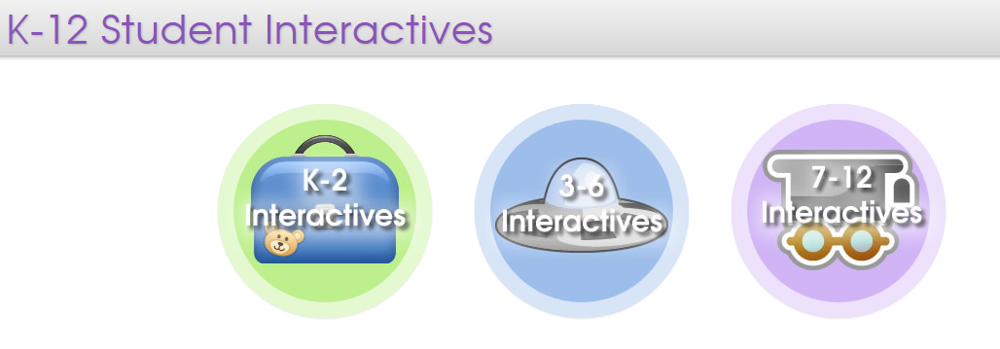 K-12 Student Interactives
K-2
Interactives
3-6
Interactives
7-12
Interactives